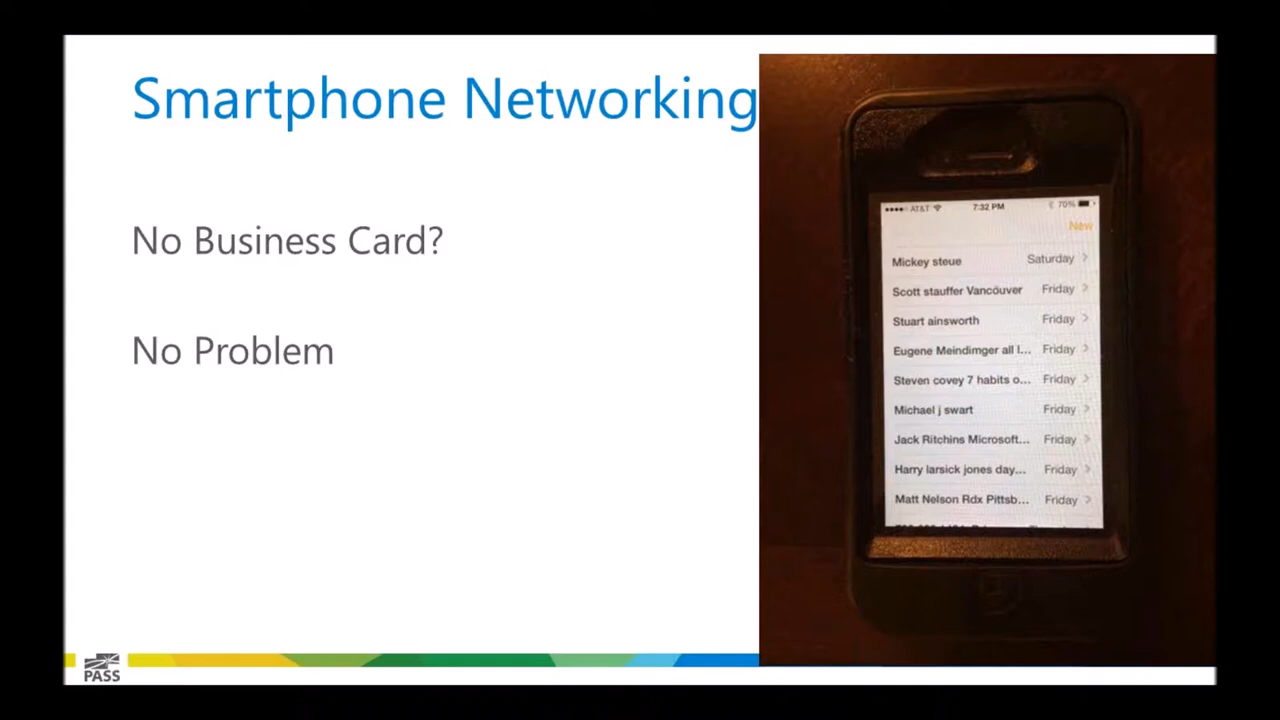 Smartphone Networking
No Business Card?
No Problem
AT&T 7:32 PM 70%
New
Mickey steue Saturday
Scott stauffer Vancouver Friday
Stuart ainsworth Friday
Eugene Meindimger all l... Friday
Steven covey 7 habits o... Friday
Michael j swart Friday
Jack Ritchins Microsoft... Friday
Harry larsick jones day... Friday
Matt Nelson Rdx Pittsb... Friday
PASS